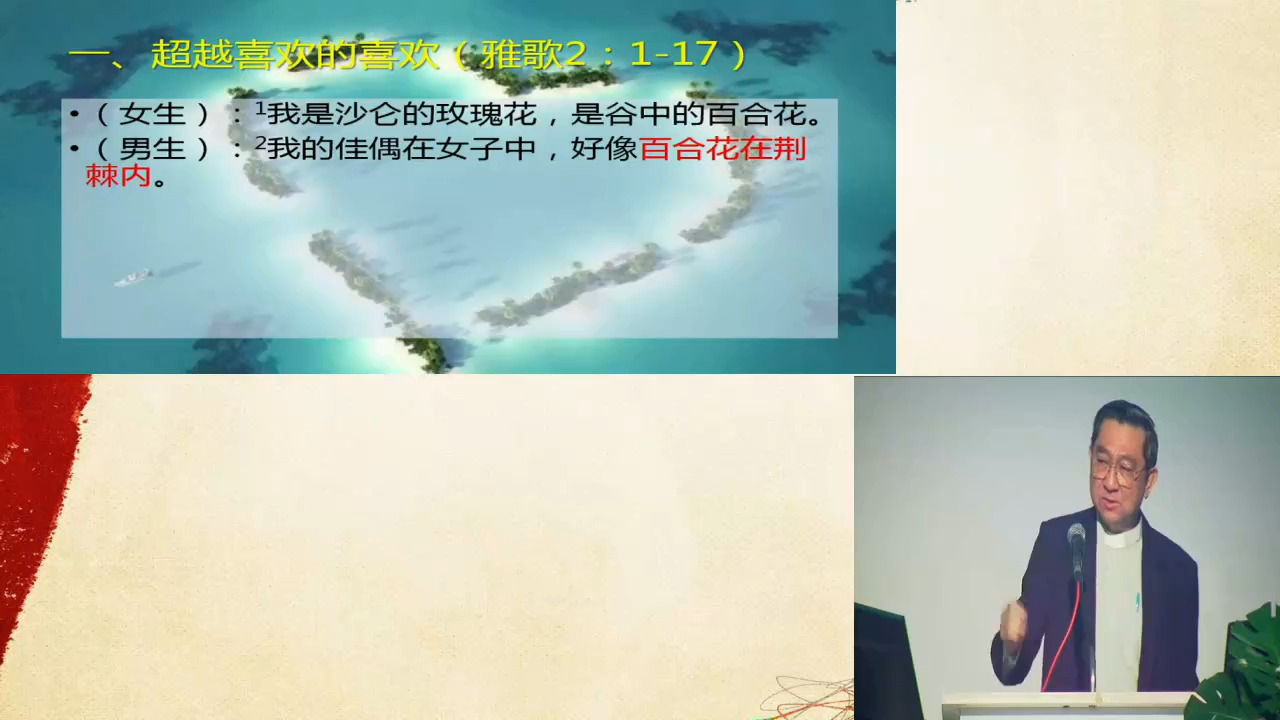 一、超越喜欢的喜欢（雅歌2：1-17）
•（女生）：1我是沙仑的玫瑰花，是谷中的百合花。
•（男生）：2我的佳偶在女子中，好像百合花在荆
棘内。